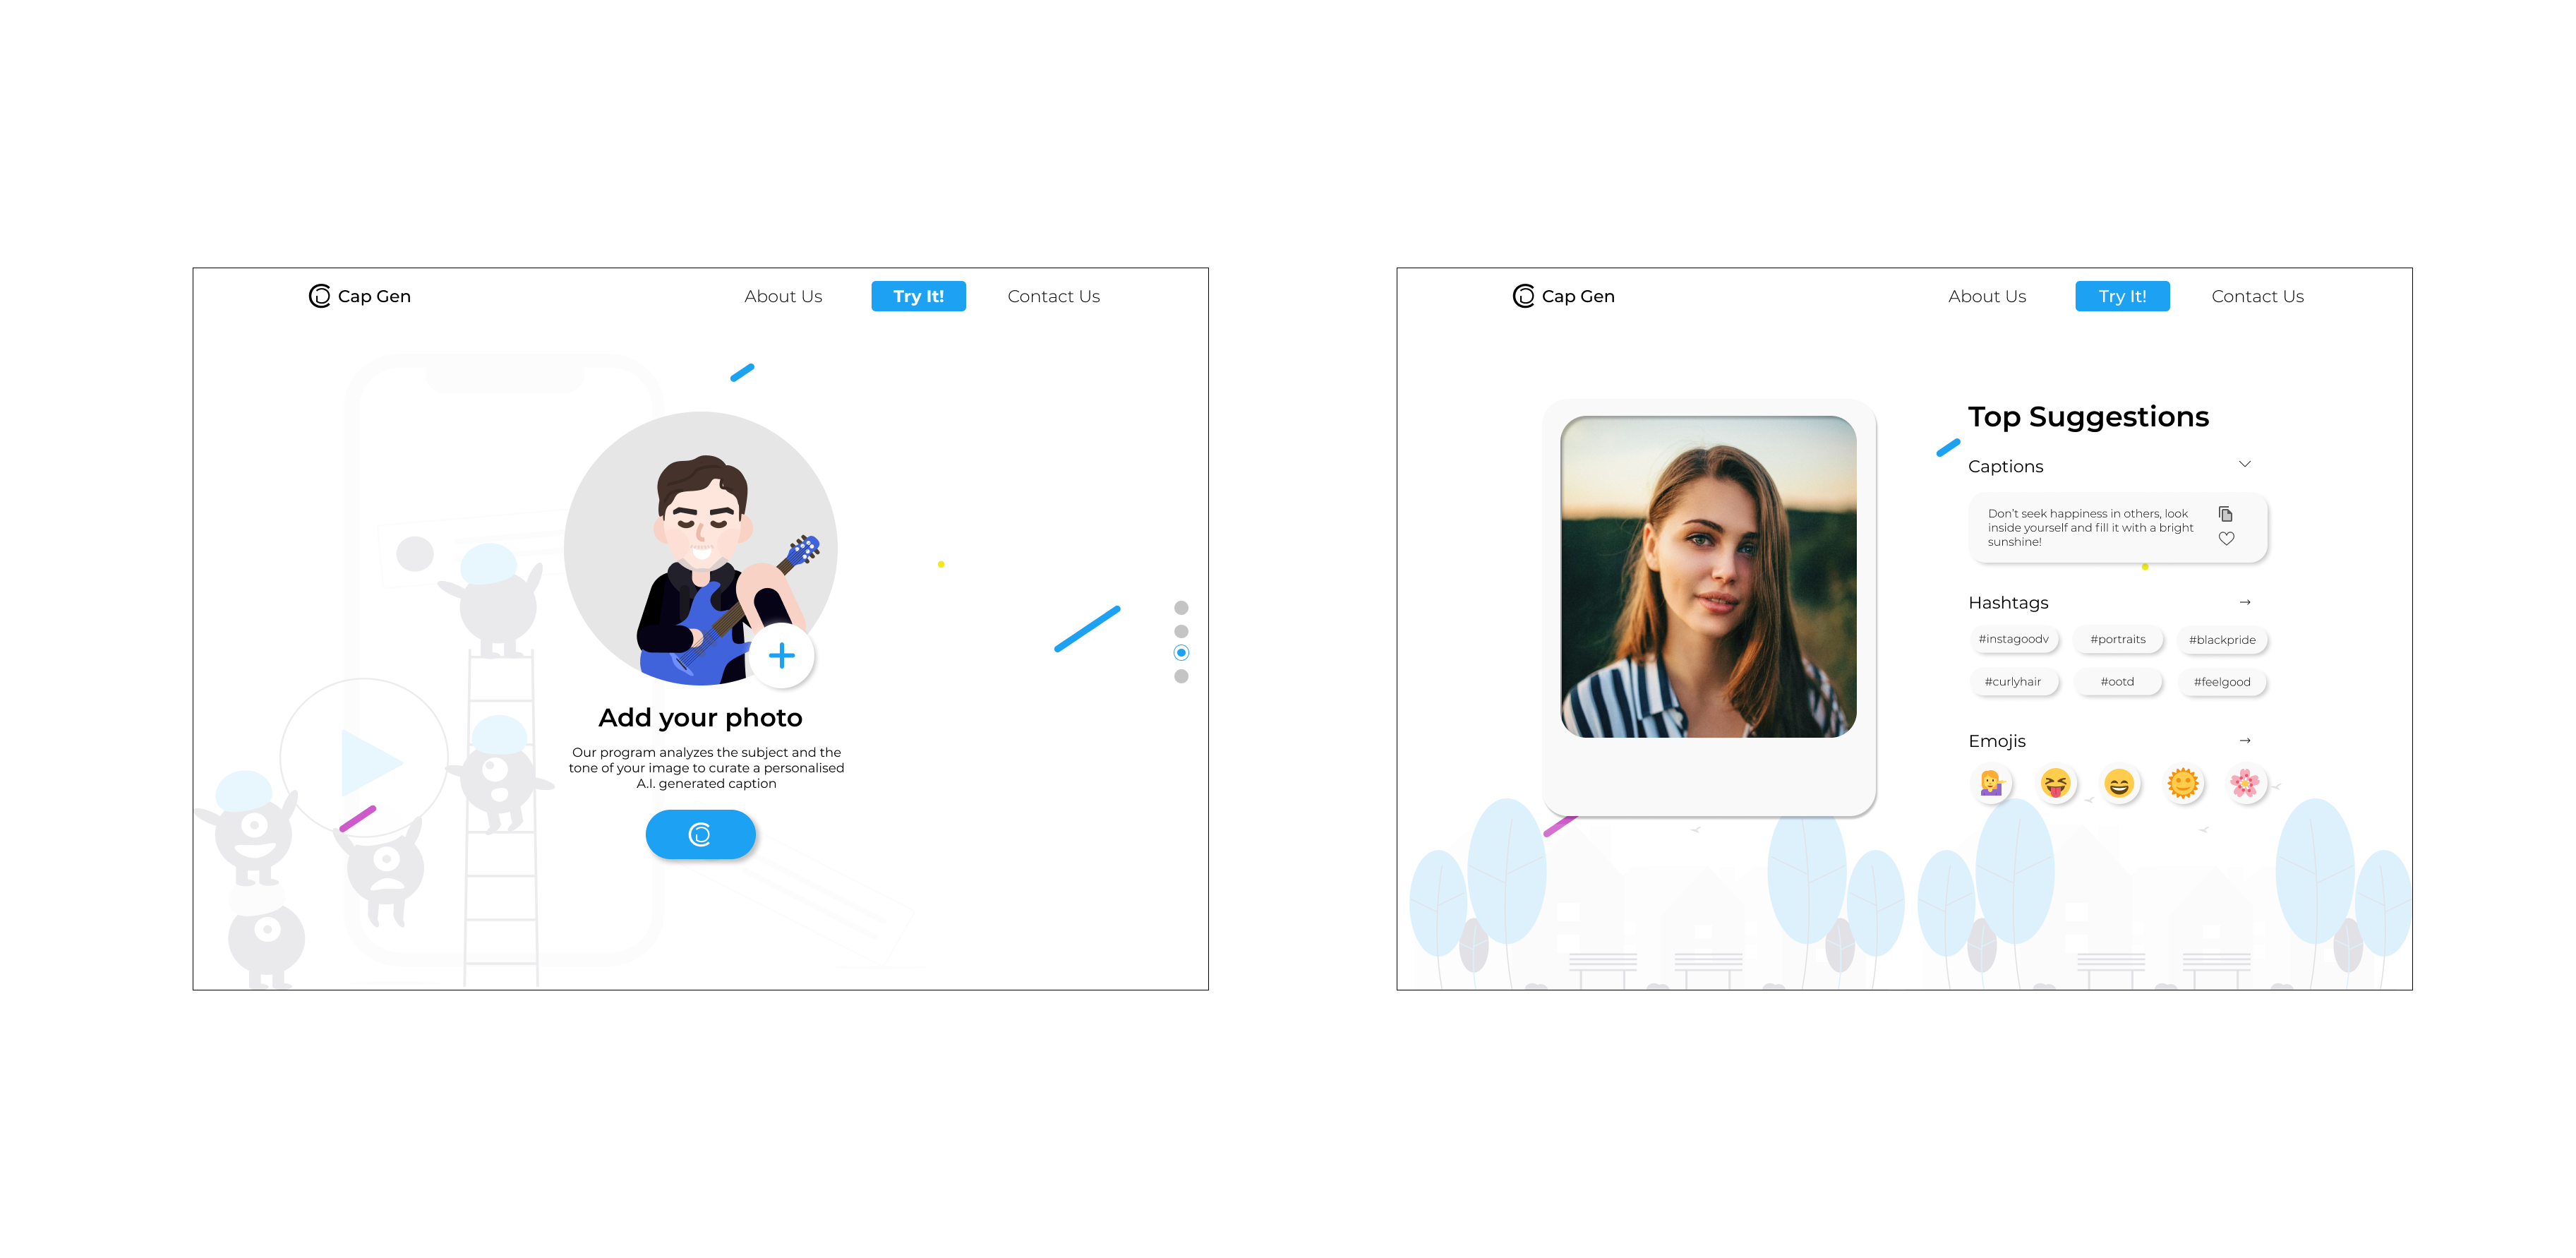 Cap Gen
About Us
Try It!
Contact Us
Add your photo
Our program analyzes the subject and the
tone of your image to curate a personalised
A.I. generated caption
Cap Gen
About Us
Try It!
Contact Us
Top Suggestions
Captions
Don't seek happiness in others, look
inside yourself and fill it with a bright
sunshine!
Hashtags
#instagoodv
#portraits
#blackpride
#curlyhair
#ootd
#feelgood
Emojis